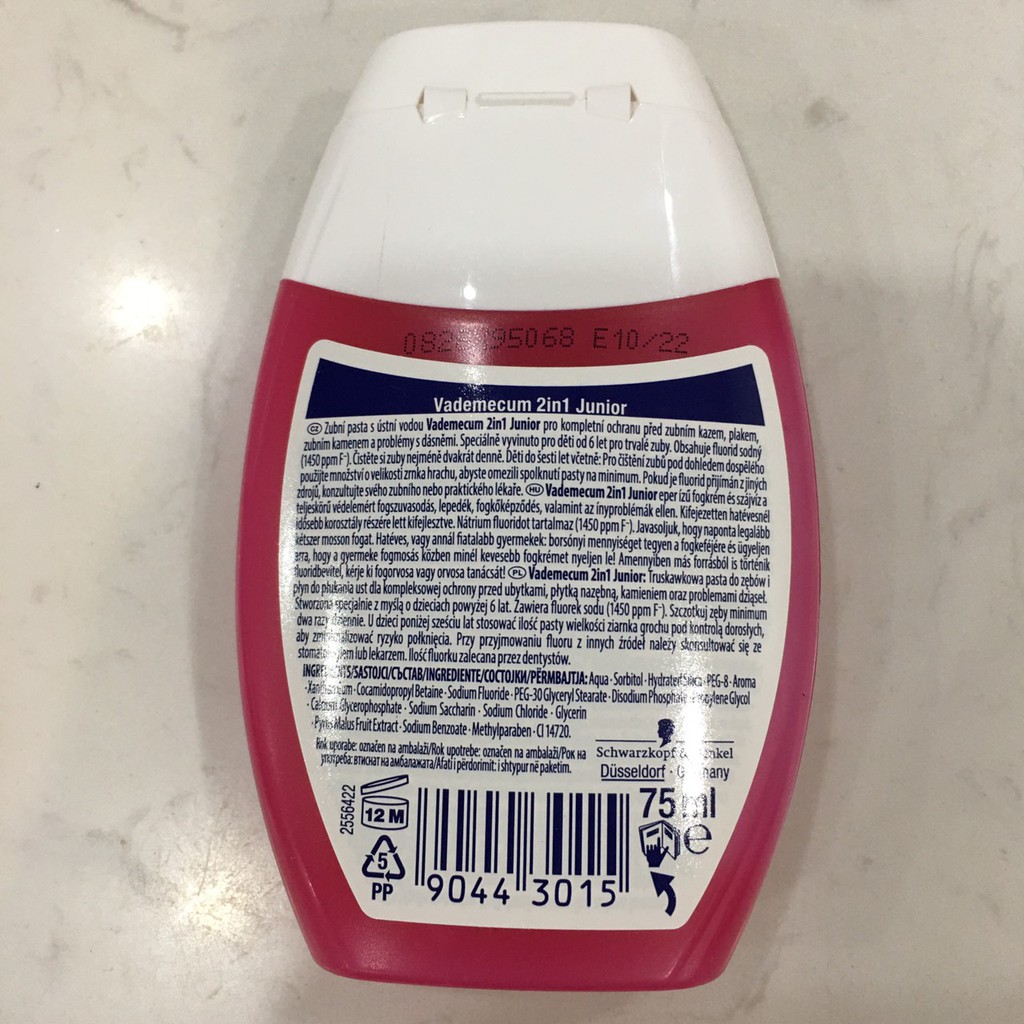 95068 E10/22
Vademecum 2in1 Junior
CZ Zubní pasta s ústní vodou Vademecum 2in1 Junior pro kompletní ochranu před zubním kazem, plakem,
zubním kamenem a problémy s dásněmi. Speciálně vyvinuto pro děti od 6 let pro trvalé zuby. Obsahuje fluorid sodný
(1450 ppm F⁻). Čistěte si zuby nejméně dvakrát denně. Děti do šesti let včetně: Pro čištění zubů pod dohledem dospělého
použijte množství o velikosti zrnka hrachu, abyste omezili spolknutí pasty na minimum. Pokud je fluorid přijímán z jiných
zdrojů, konzultujte svého zubního nebo praktického lékaře. HU Vademecum 2in1 Junior eper ízű fogkrém és szájvíz a
teljeskörű védelemért fogszuvasodás, lepedék, fogkőképződés, valamint az ínyproblémák ellen. Kifejezetten hatévesnél
idősebb korosztály részére lett kifejlesztve. Nátrium fluoridot tartalmaz (1450 ppm F⁻). Javasoljuk, hogy naponta legalább
kétszer mosson fogat. Hatéves, vagy annál fiatalabb gyermekek: borsónyi mennyiséget tegyen a fogkeféjére és ügyeljen
arra, hogy a gyermeke fogmosás közben minél kevesebb fogkrémet nyeljen le! Amennyiben más forrásból is történik
fluoridbevitel, kérje ki fogorvosa vagy orvosa tanácsát! PL Vademecum 2in1 Junior: Truskawkowa pasta do zębów i
płyn do płukania ust dla kompleksowej ochrony przed ubytkami, płytką nazębną, kamieniem oraz problemami dziąseł.
Stworzona specjalnie z myślą o dzieciach powyżej 6 lat. Zawiera fluorek sodu (1450 ppm F⁻). Szczotkuj zęby minimum
dwa razy dziennie. U dzieci poniżej sześciu lat stosować ilość pasty wielkości ziarnka grochu pod kontrolą dorosłych,
aby zminimalizować ryzyko połknięcia. Przy przyjmowaniu fluoru z innych źródeł należy skonsultować się ze
stomatologiem lub lekarzem. Ilość fluorku zalecana przez dentystów.
INGREDIENTS/SASTOJCI/СЪСТАВ/INGREDIENTE/СОСТОЈКИ/PËRMBAJTJA: Aqua · Sorbitol · Hydrated Silica · PEG-8 · Aroma
· Xanthan Gum · Cocamidopropyl Betaine · Sodium Fluoride · PEG-30 Glyceryl Stearate · Disodium Phosphate · Propylene Glycol
· Calcium Glycerophosphate · Sodium Saccharin · Sodium Chloride · Glycerin
· Pyrus Malus Fruit Extract · Sodium Benzoate · Methylparaben · CI 14720.
Rok uporabe: označen na ambalaži/Rok upotrebe: označen na ambalaži/Рок на
употреба: втиснат на амбалажата/Afati i përdorimit: i shtypur në paketim.
Schwarzkopf & Henkel
Düsseldorf · Germany
2556422
12 M
75 ml
e
5
PP
9044 3015